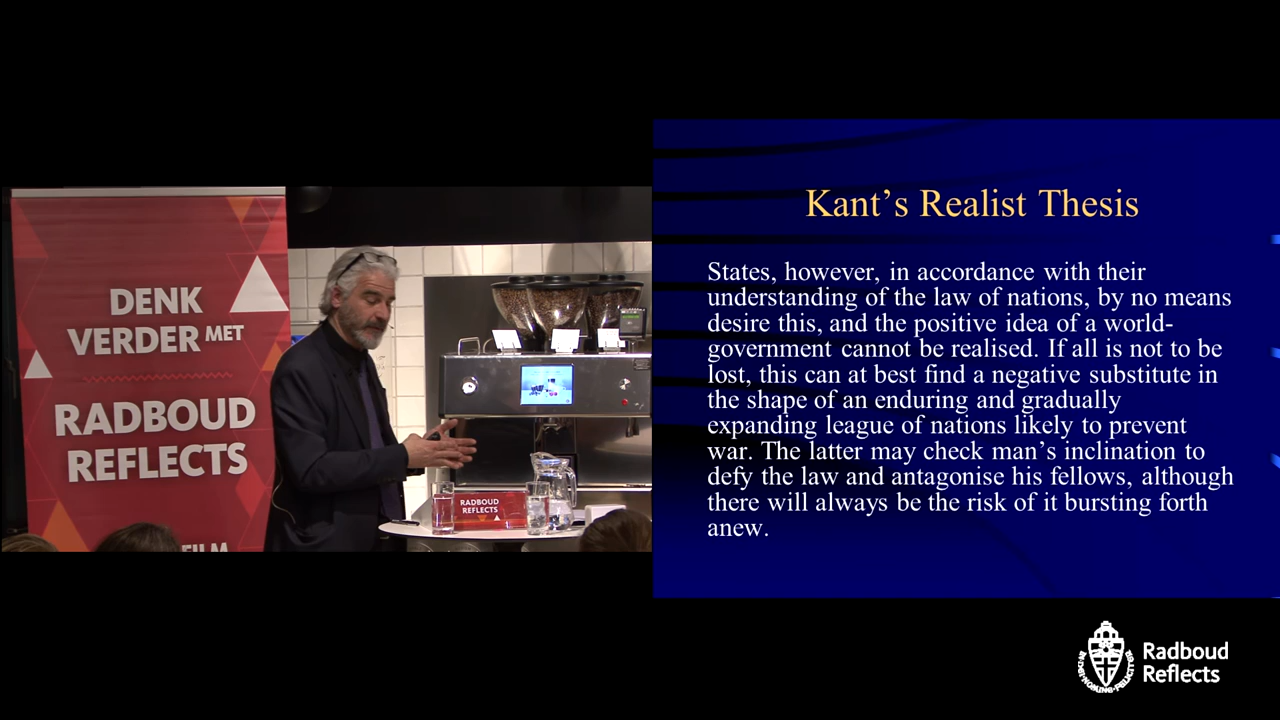 DENK
VERDER MET
RADBOUD
REFLECTS
FILM
RADBOUD
REFLECTS
Kant’s Realist Thesis
States, however, in accordance with their
understanding of the law of nations, by no means
desire this, and the positive idea of a world-
government cannot be realised. If all is not to be
lost, this can at best find a negative substitute in
the shape of an enduring and gradually
expanding league of nations likely to prevent
war. The latter may check man’s inclination to
defy the law and antagonise his fellows, although
there will always be the risk of it bursting forth
anew.
Radboud
Reflects